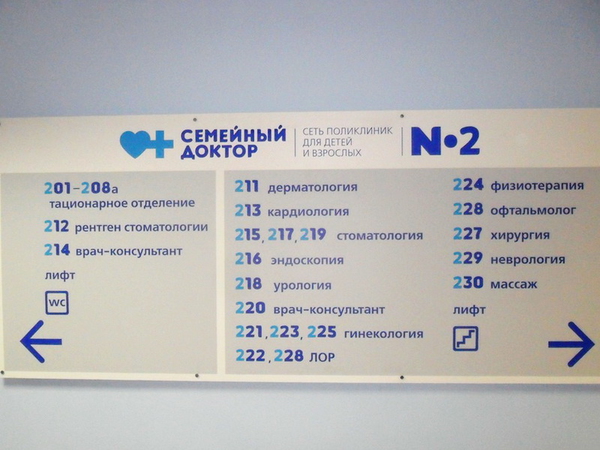 СЕМЕЙНЫЙ
ДОКТОР
СЕТЬ ПОЛИКЛИНИК
ДЛЯ ДЕТЕЙ
И ВЗРОСЛЫХ
N•2
201-208а
тационарное отделение
212 рентген стоматологии
214 врач-консультант
лифт
WC
211 дерматология
213 кардиология
215, 217, 219 стоматология
216 эндоскопия
218 урология
220 врач-консультант
221, 223, 225 гинекология
222, 228 ЛОР
224 физиотерапия
228 офтальмолог
227 хирургия
229 неврология
230 массаж
лифт